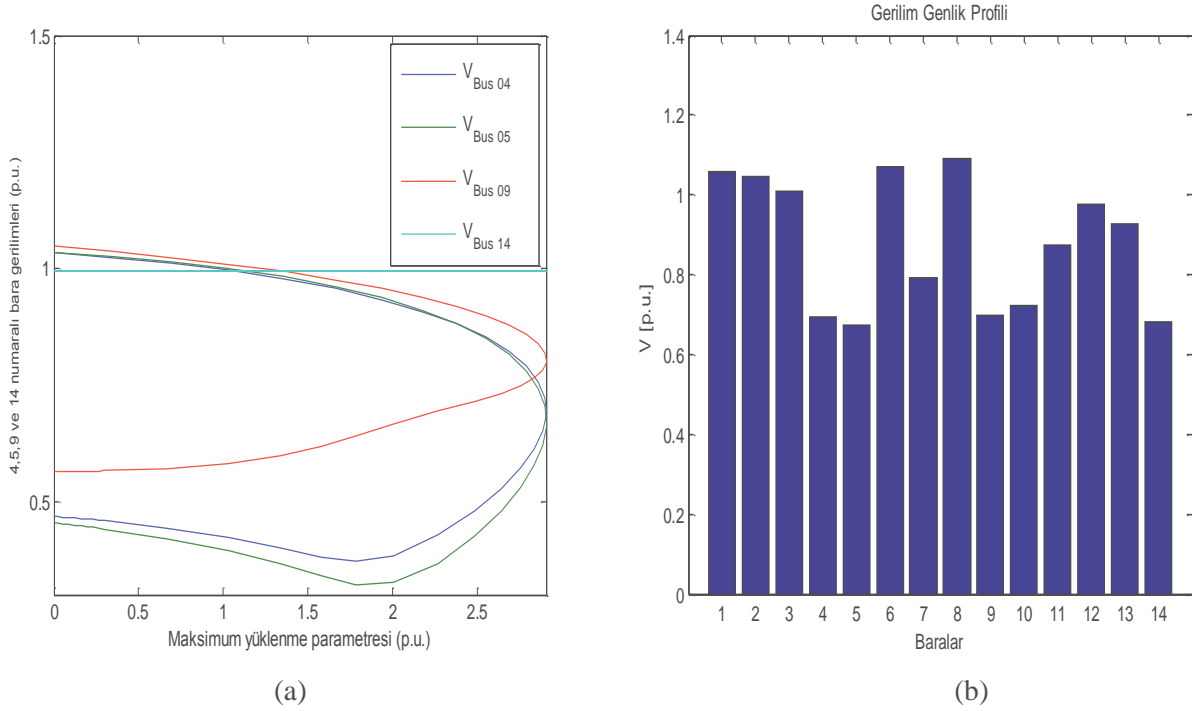 1.5
1
0.5
0
0.5
1
1.5
2
2.5
4,5,9 ve 14 numaralı bara gerilimleri (p.u.)
Maksimum yüklenme parametresi (p.u.)
V Bus 04
V Bus 05
V Bus 09
V Bus 14
(a)
Gerilim Genlik Profili
1.4
1.2
1
0.8
0.6
0.4
0.2
0
V [p.u.]
1 2 3 4 5 6 7 8 9 10 11 12 13 14
Baralar
(b)